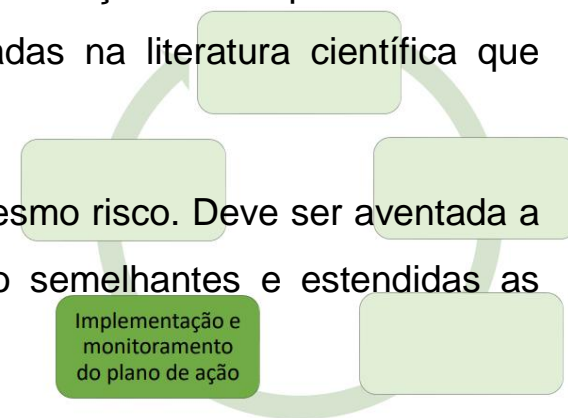 adas na literatura científica que
esmo risco. Deve ser aventada a
o semelhantes e estendidas as
Implementação e
monitoramento
do plano de ação